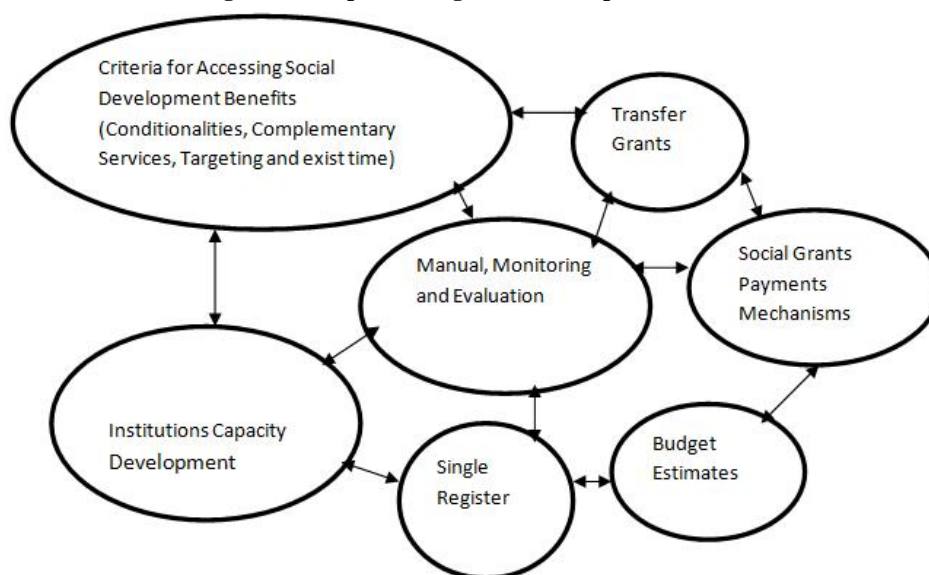 Criteria for Accessing Social
Development Benefits
(Conditionalities, Complementary
Services, Targeting and exist time)
Transfer
Grants
Manual, Monitoring
and Evaluation
Social Grants
Payments
Mechanisms
Institutions Capacity
Development
Single
Register
Budget
Estimates